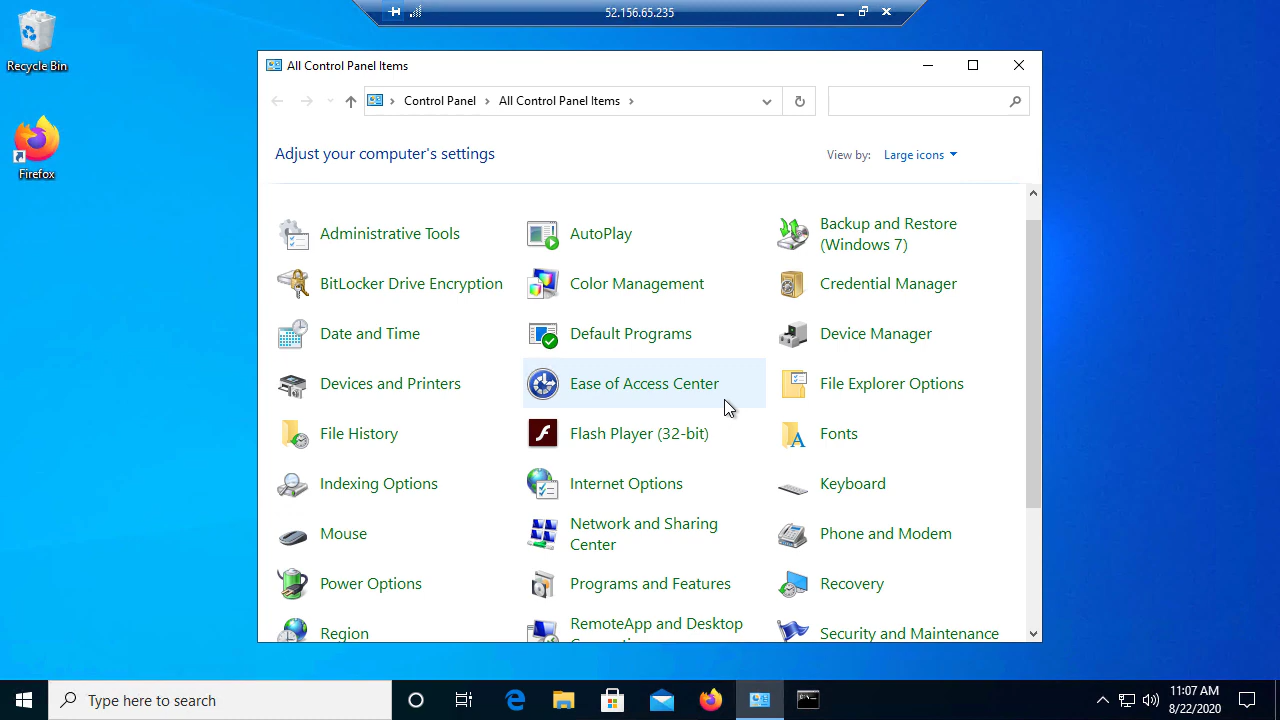 52.156.65.235
Recycle Bin
Firefox
All Control Panel Items
Control Panel
All Control Panel Items
Adjust your computer's settings
View by:
Large icons
Administrative Tools
AutoPlay
Backup and Restore
(Windows 7)
BitLocker Drive Encryption
Color Management
Credential Manager
Date and Time
Default Programs
Device Manager
Devices and Printers
Ease of Access Center
File Explorer Options
File History
Flash Player (32-bit)
Fonts
Indexing Options
Internet Options
Keyboard
Mouse
Network and Sharing
Center
Phone and Modem
Power Options
Programs and Features
Recovery
Region
RemoteApp and Desktop
Security and Maintenance
Type here to search
11:07 AM
8/22/2020